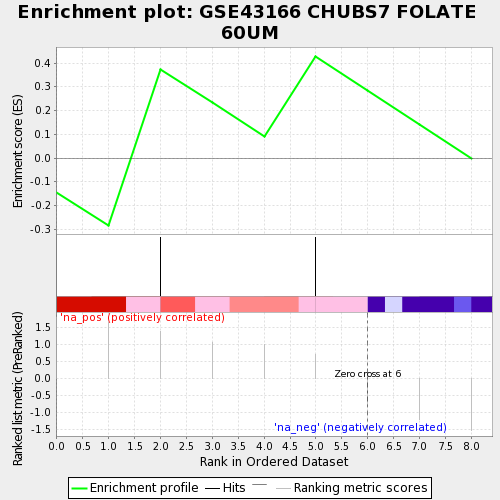 Enrichment plot: GSE43166 CHUBS7 FOLATE
60UM
Enrichment score (ES)
0.4
0.3
0.2
0.1
0.0
-0.1
-0.2
-0.3
Ranked list metric (PreRanked)
1.5
1.0
0.5
0.0
-0.5
-1.0
-1.5
'na_pos' (positively correlated)
Zero cross at 6
'na_neg' (negatively correlated)
0.0 0.5 1.0 1.5 2.0 2.5 3.0 3.5 4.0 4.5 5.0 5.5 6.0 6.5 7.0 7.5 8.0
Rank in Ordered Dataset
Enrichment profile Hits Ranking metric scores